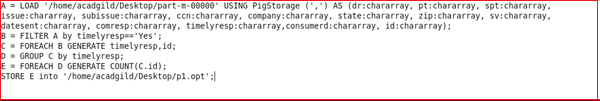 A = LOAD '/home/acadgild/Desktop/part-m-00000' USING PigStorage (',') AS (dr:chararray, pt:chararray, spt:chararray,
issue:chararray, subissue:chararray, ccn:chararray, company:chararray, state:chararray, zip:chararray, sv:chararray,
datesent:chararray, comresp:chararray, timelyresp:chararray,consumerd:chararray, id:chararray);
B = FILTER A by timelyresp=='Yes';
C = FOREACH B GENERATE timelyresp,id;
D = GROUP C by timelyresp;
E = FOREACH D GENERATE COUNT(C.id);
STORE E into '/home/acadgild/Desktop/p1.opt';